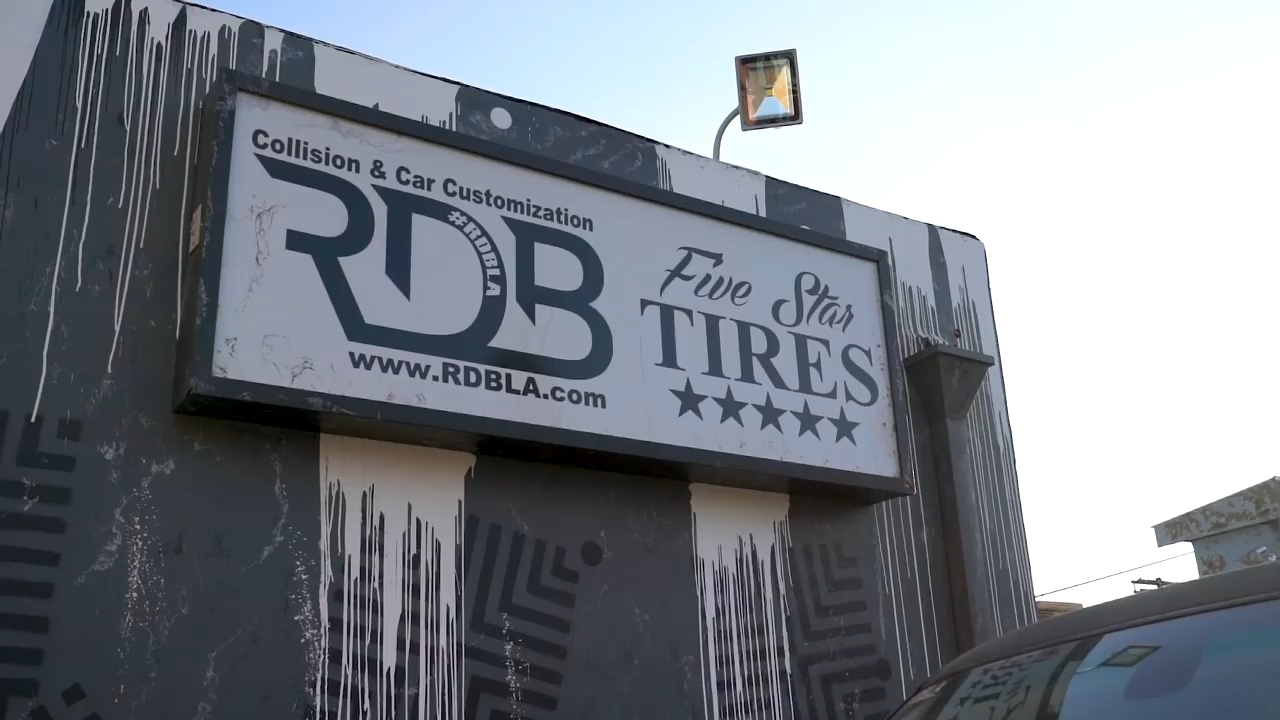 Collision & Car Customization
RDB
#RDBLA
www.RDBLA.com
Five Star
TIRES